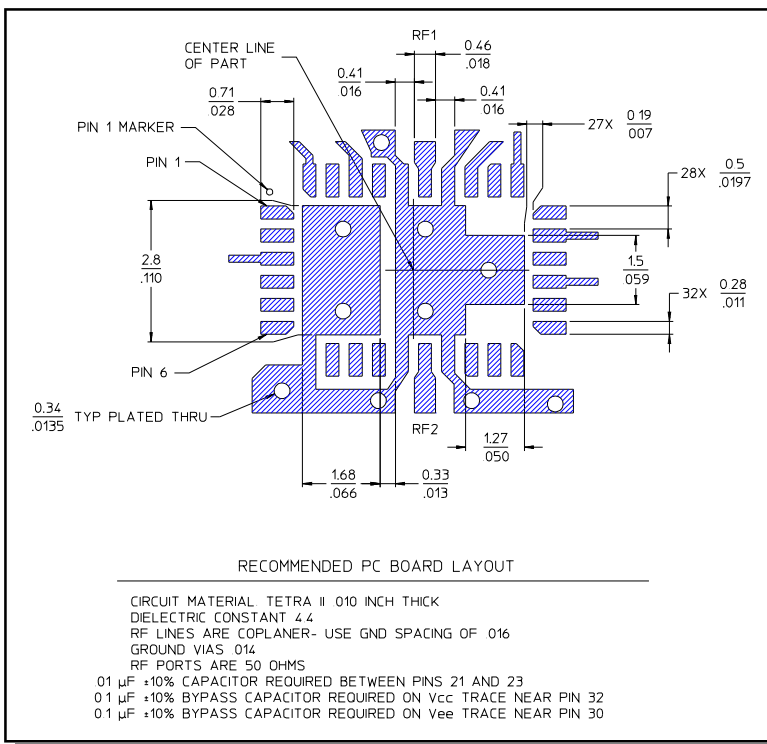 CENTER LINE
OF PART
RF1
0.46
.018
0.41
.016
0.41
.016
0.71
.028
27X 0.19
.007
PIN 1 MARKER
PIN 1
28X 0.5
.0197
2.8
.110
1.5
.059
32X 0.28
.011
PIN 6
0.34
.0135
TYP PLATED THRU
RF2
1.27
.050
1.68
.066
0.33
.013
RECOMMENDED PC BOARD LAYOUT
CIRCUIT MATERIAL TETRA II .010 INCH THICK
DIELECTRIC CONSTANT 4.4
RF LINES ARE COPLANER- USE GND SPACING OF .016
GROUND VIAS .014
RF PORTS ARE 50 OHMS
.01 µF ±10% CAPACITOR REQUIRED BETWEEN PINS 21 AND 23
0.1 µF ±10% BYPASS CAPACITOR REQUIRED ON Vcc TRACE NEAR PIN 32
0.1 µF ±10% BYPASS CAPACITOR REQUIRED ON Vee TRACE NEAR PIN 30